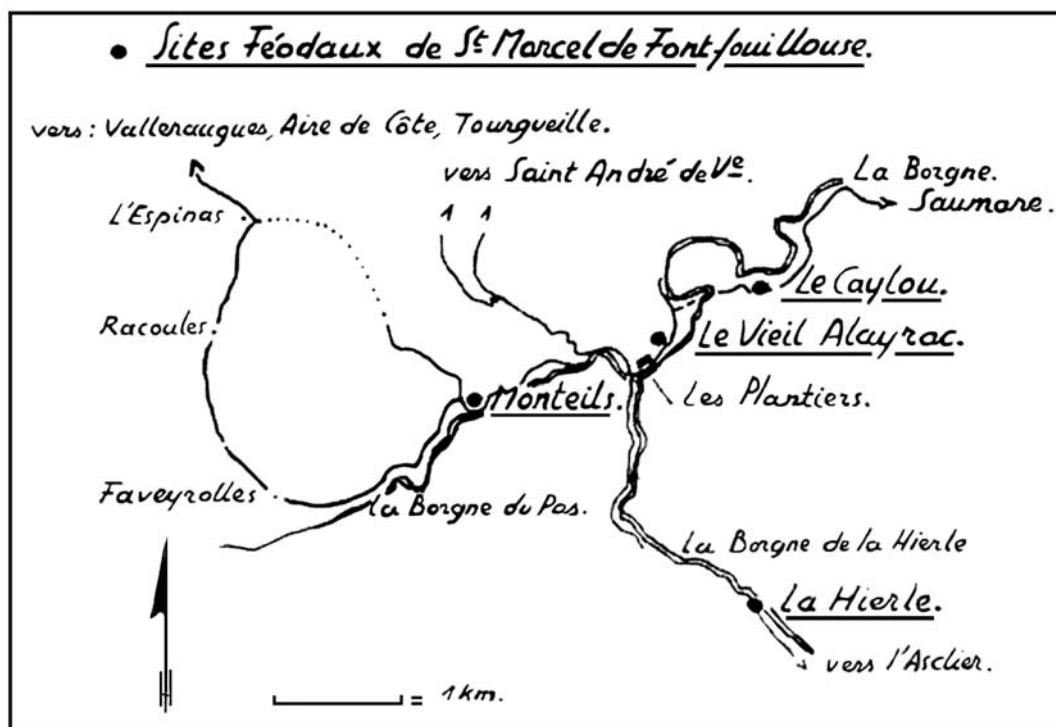 • Sites Féodaux de St Marcel de Fontfouillouse.
vers : Valleraugues, Aire de Côte, Tourgueille.
vers Saint André de Ve.
La Borgne.
Saumane.
L'Espinas
Le Caylou.
Racoules.
Le Vieil Alayrac.
Monteils.
Les Plantiers.
Faveyrolles
la Borgne du Pas.
La Borgne de la Hierle
La Hierle.
vers l'Asclier.
= 1 km.